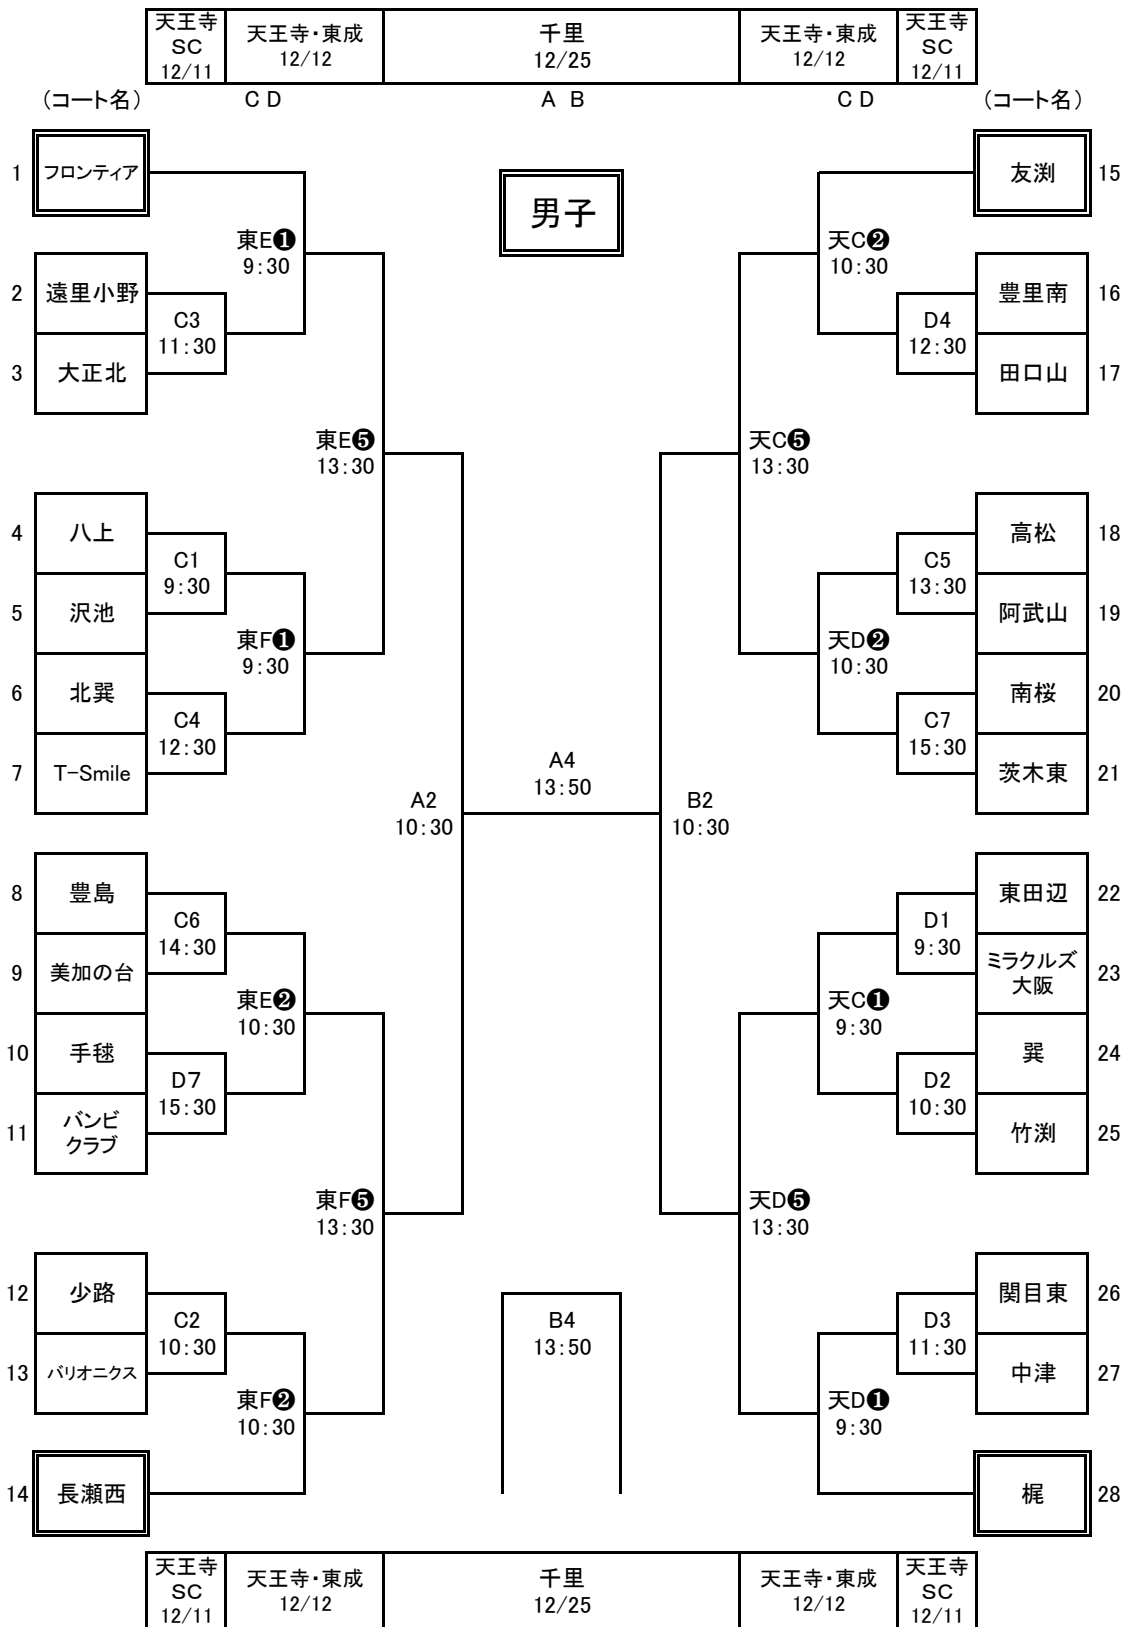 天王寺
SC
12/11
天王寺・東成
12/12
千里
12/25
天王寺・東成
12/12
天王寺
SC
12/11
(コート名)
C D
A B
C D
(コート名)
男子
1
フロンティア
東E❶
9:30
2
遠里小野
C3
11:30
3
大正北
東E❺
13:30
4
八上
C1
9:30
5
沢池
東F❶
9:30
6
北巽
C4
12:30
7
T-Smile
A2
10:30
A4
13:50
B2
10:30
8
豊島
C6
14:30
9
美加の台
東E❷
10:30
10
手毬
D7
15:30
11
バンビ
クラブ
東F❺
13:30
12
少路
C2
10:30
13
バリオニクス
東F❷
10:30
14
長瀬西
B4
13:50
友渕
15
天C❷
10:30
豊里南
16
D4
12:30
田口山
17
天C❺
13:30
高松
18
C5
13:30
阿武山
19
天D❷
10:30
南桜
20
C7
15:30
茨木東
21
東田辺
22
D1
9:30
ミラクルズ
大阪
23
天C❶
9:30
巽
24
D2
10:30
竹渕
25
天D❺
13:30
関目東
26
D3
11:30
中津
27
天D❶
9:30
梶
28
天王寺
SC
12/11
天王寺・東成
12/12
千里
12/25
天王寺・東成
12/12
天王寺
SC
12/11